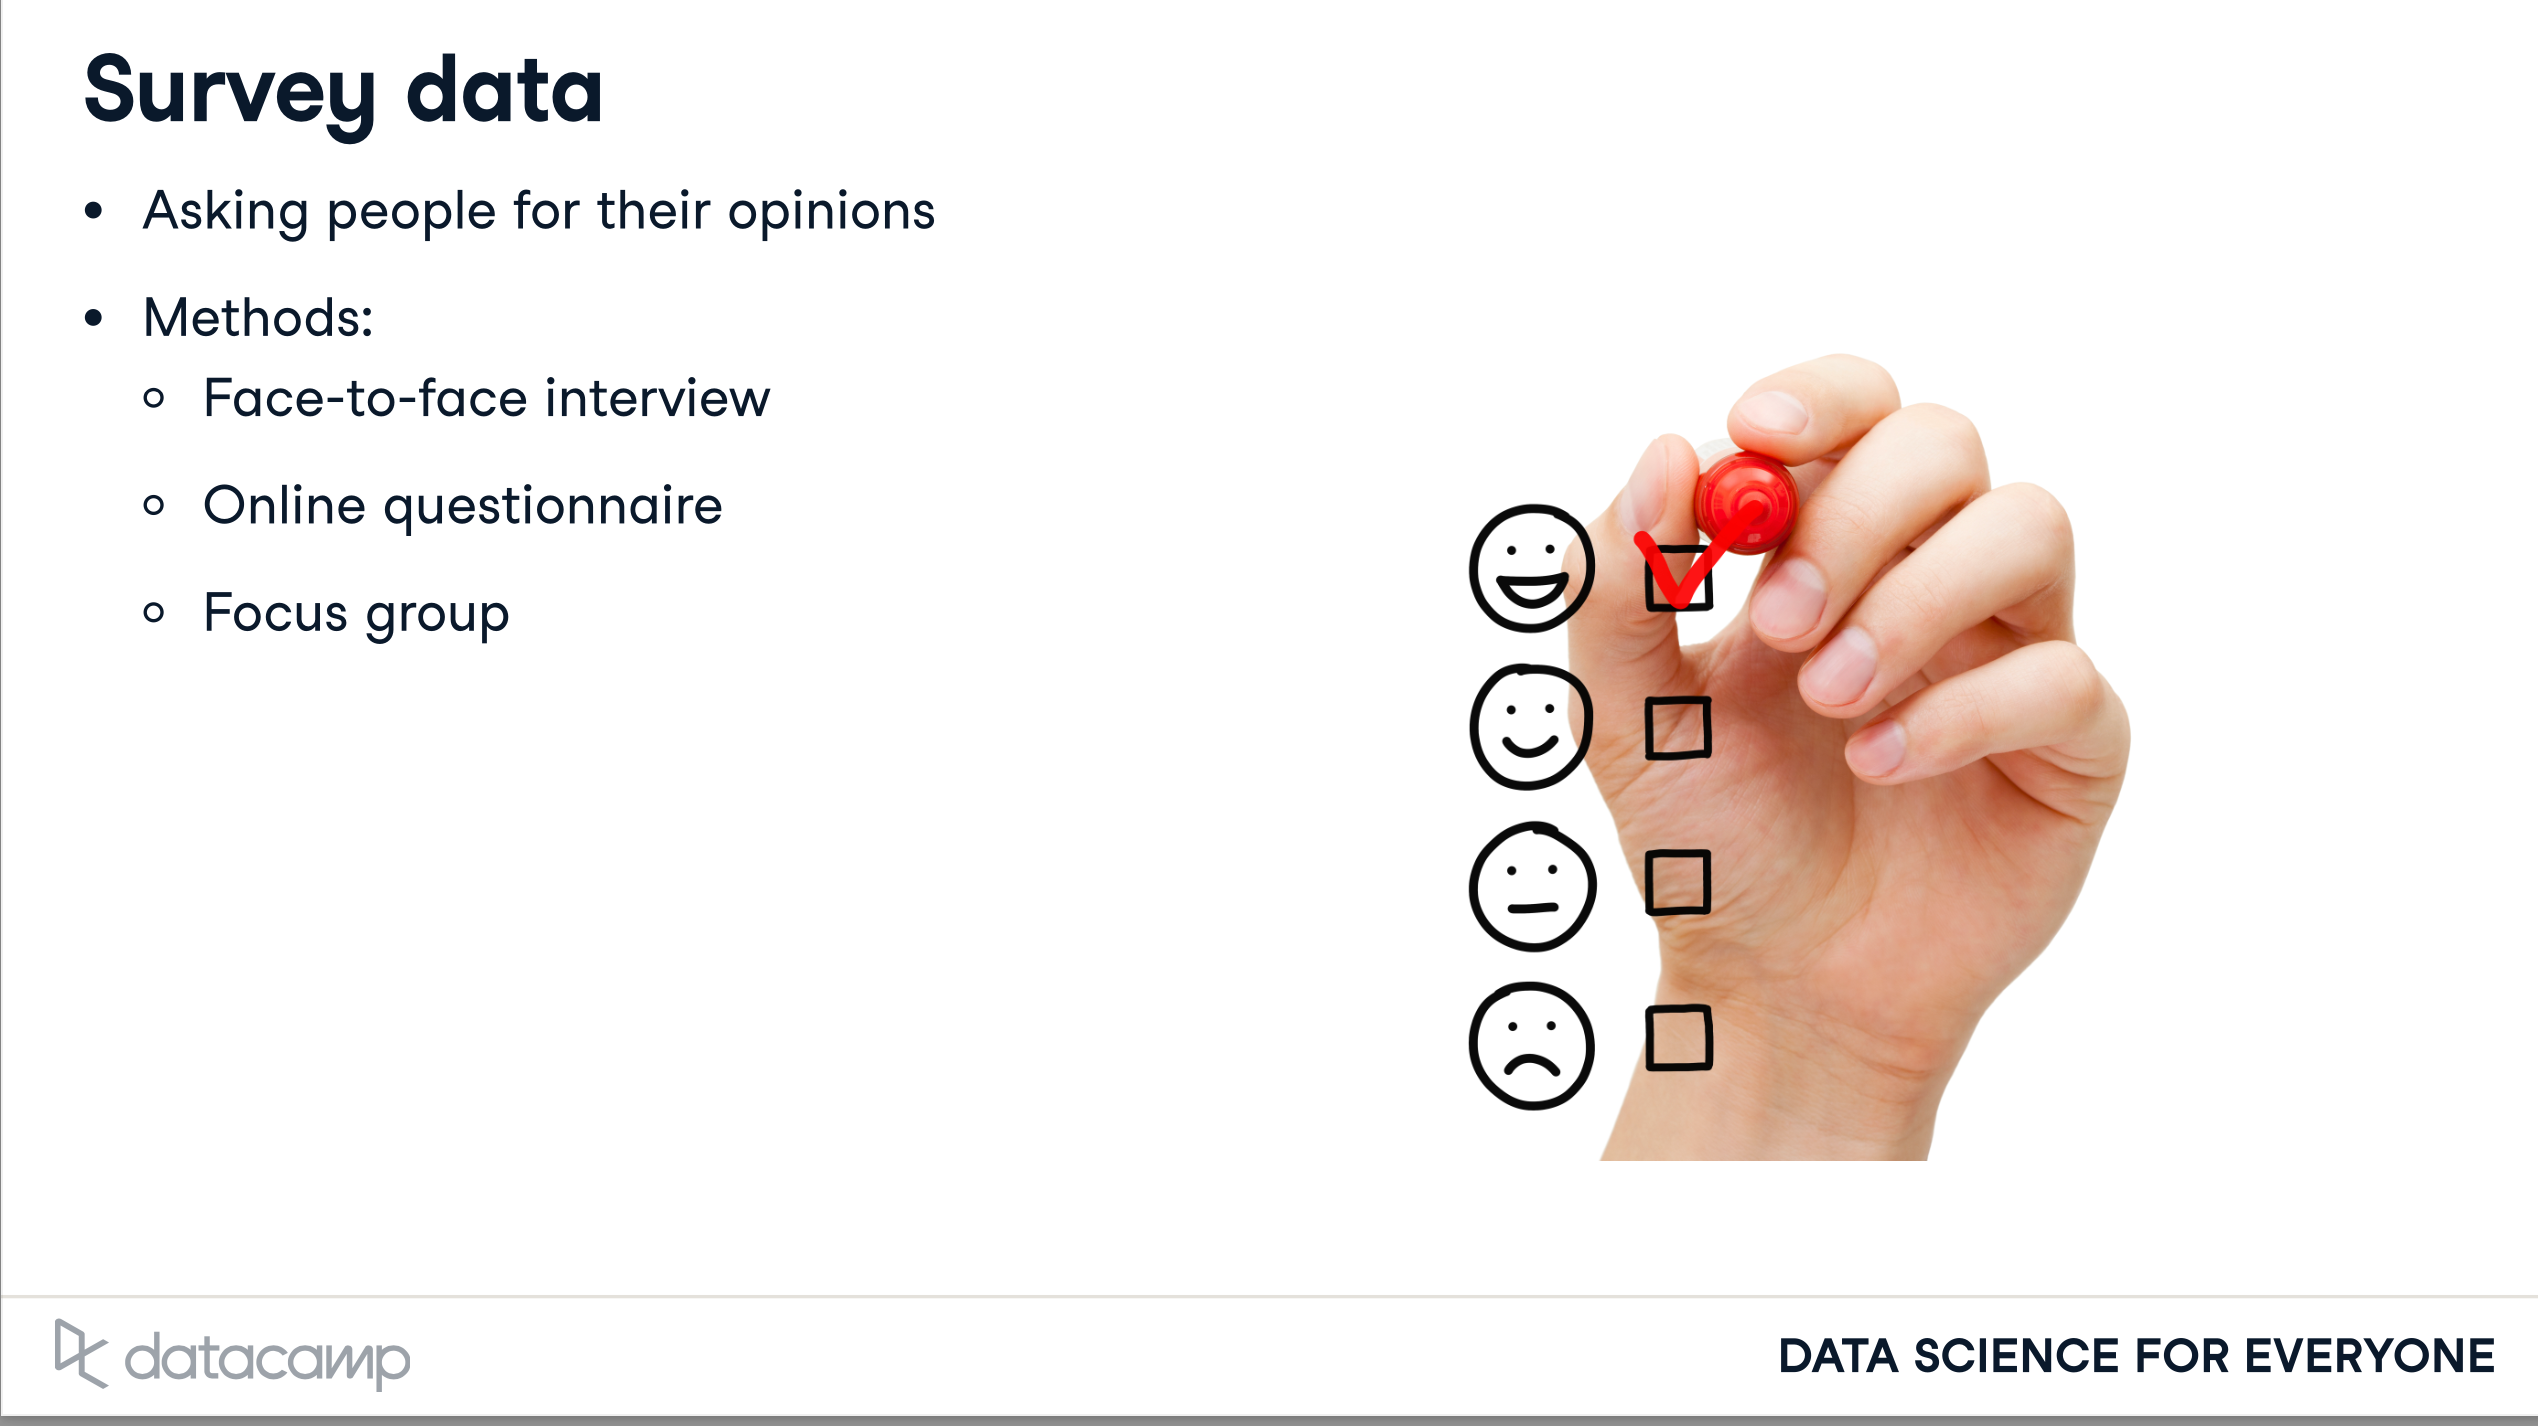 Survey data
• Asking people for their opinions
• Methods:
◦ Face-to-face interview
◦ Online questionnaire
◦ Focus group
datacamp
DATA SCIENCE FOR EVERYONE